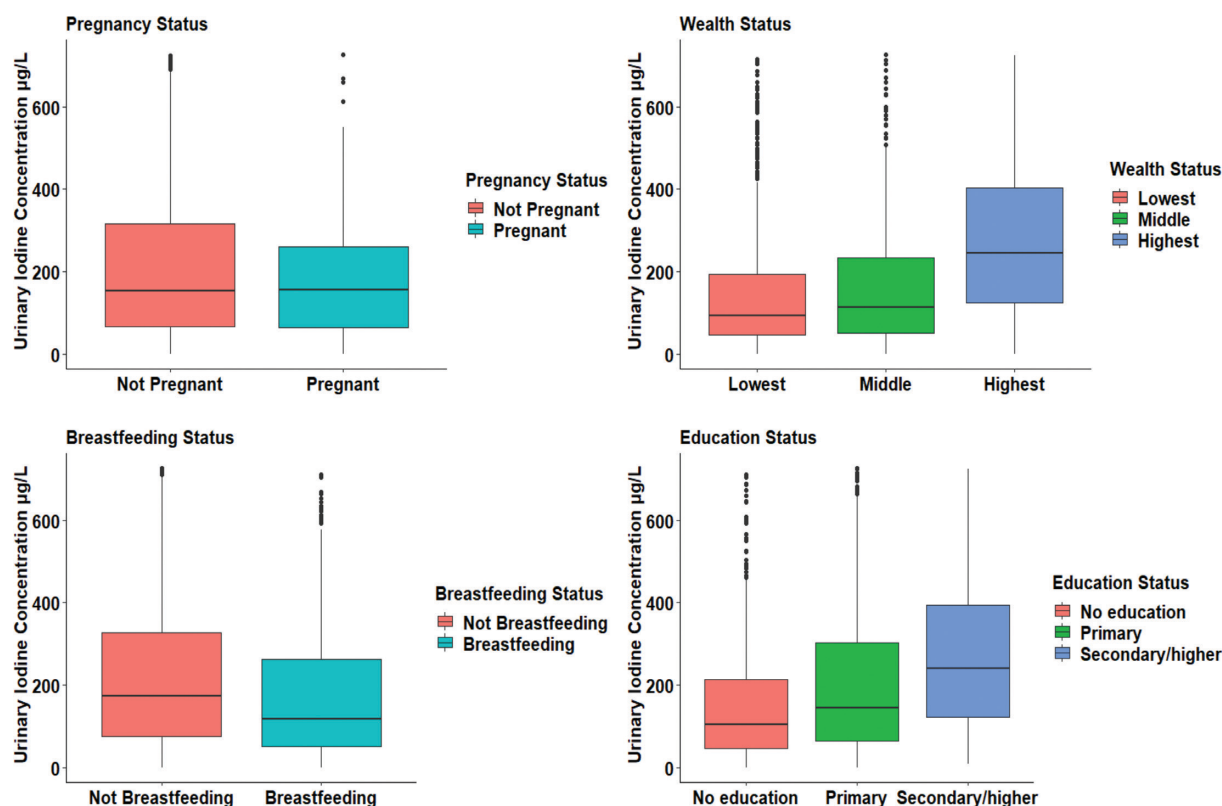 Pregnancy Status
Urinary Iodine Concentration µg/L
600
400
200
0
Not Pregnant Pregnant
Pregnancy Status
Not Pregnant
Pregnant
Wealth Status
Urinary Iodine Concentration µg/L
600
400
200
0
Lowest Middle Highest
Wealth Status
Lowest
Middle
Highest
Breastfeeding Status
Urinary Iodine Concentration µg/L
600
400
200
0
Not Breastfeeding Breastfeeding
Breastfeeding Status
Not Breastfeeding
Breastfeeding
Education Status
Urinary Iodine Concentration µg/L
600
400
200
0
No education Primary Secondary/higher
Education Status
No education
Primary
Secondary/higher